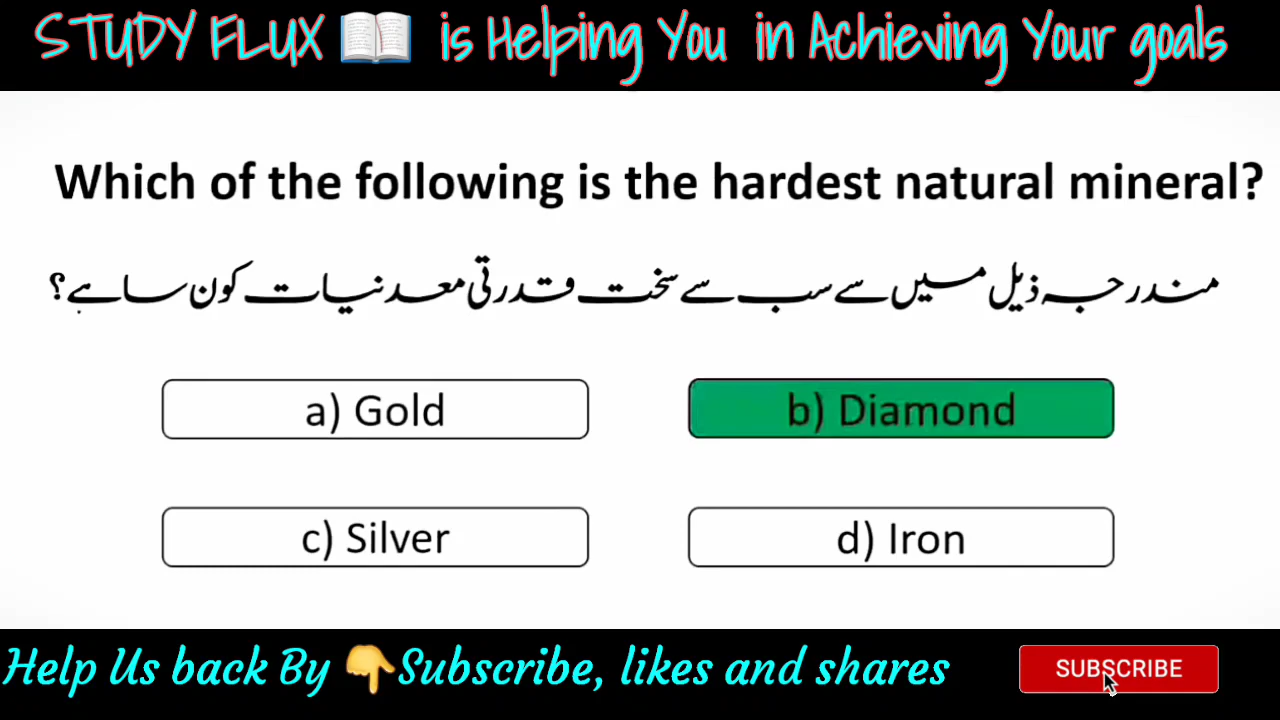 STUDY FLUX 📖 is Helping You in Achieving Your goals
Which of the following is the hardest natural mineral?
مندرجہ ذیل میں سے سب سے سخت قدرتی معدنیات کون سا ہے؟
a) Gold
b) Diamond
c) Silver
d) Iron
Help Us back By 👇Subscribe, likes and shares
SUBSCRIBE